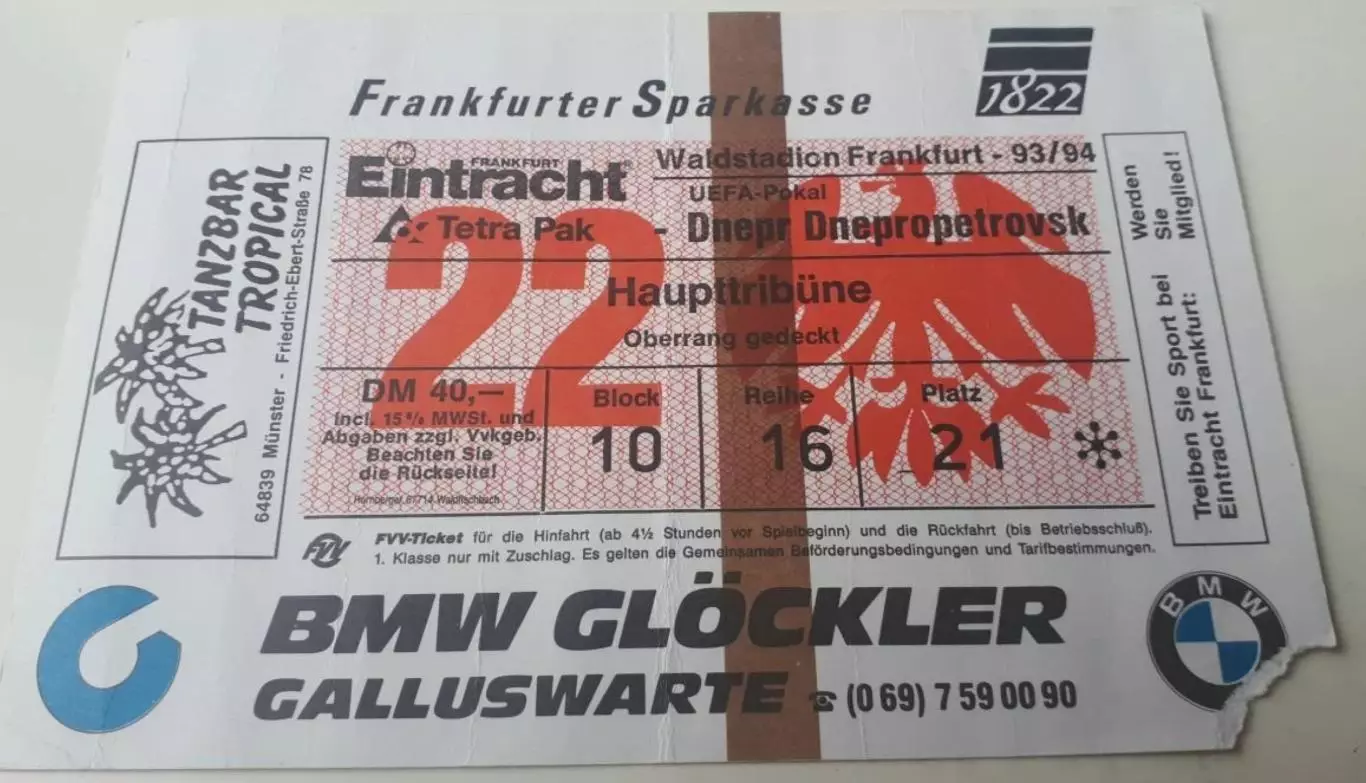 Frankfurter Sparkasse
1822
TANZBAR
TROPICAL
64839 Münster - Friedrich-Ebert-Straße 78
FRANKFURT
Eintracht
Tetra Pak
Waldstadion Frankfurt - 93/94
UEFA-Pokal
- Dnepr Dnepropetrovsk
22
Haupttribüne
Oberrang gedeckt
DM 40,-
incl. 15% MWSt. und
Abgaben zzgl. Vvkgeb.
Beachten Sie
die Rückseite!
Block
10
Reihe
16
Platz
21
Werden
Sie
Mitglied!
Treiben Sie Sport bei
Eintracht Frankfurt:
FVV
FVV-Ticket für die Hinfahrt (ab 4½ Stunden vor Spielbeginn) und die Rückfahrt (bis Betriebsschluß).
1. Klasse nur mit Zuschlag. Es gelten die Gemeinsamen Beförderungsbedingungen und Tarifbestimmungen.
BMW GLÖCKLER
GALLUSWARTE ☎ (0 69) 7 59 00 90
BMW